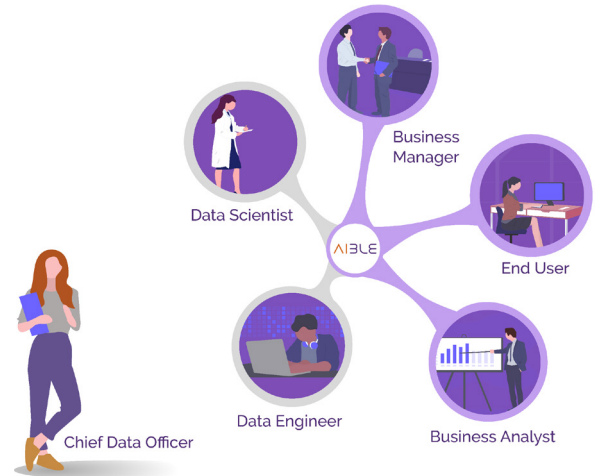 Business
Manager
Data Scientist
AIBLE
End User
Data Engineer
Business Analyst
Chief Data Officer